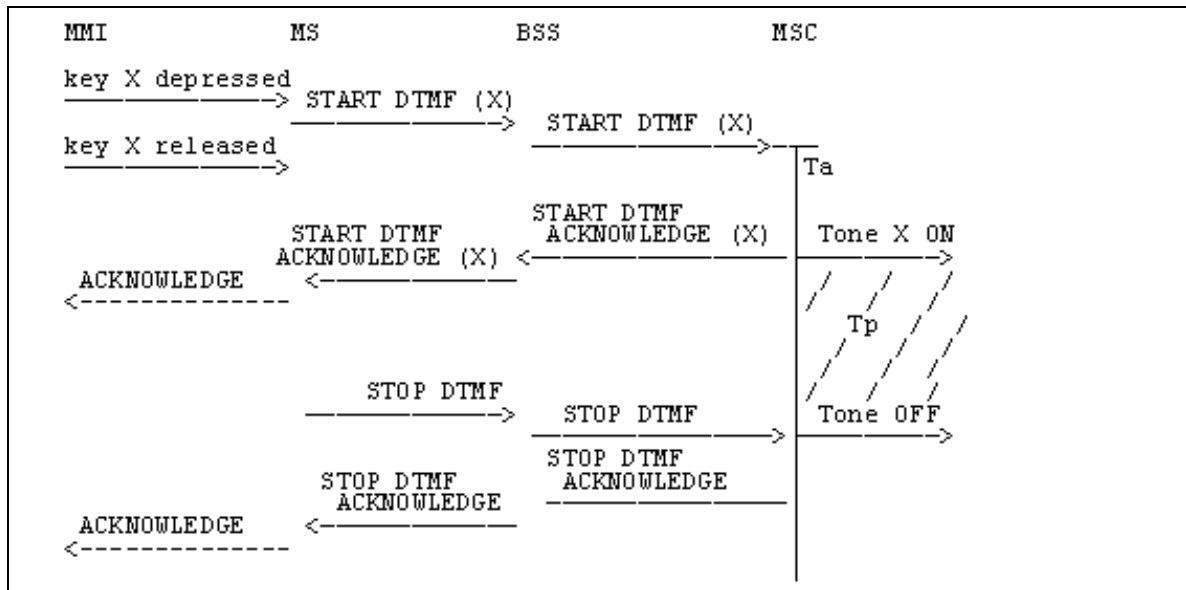 MMI MS BSS MSC
key X depressed
START DTMF (X)
START DTMF (X)
key X released
Ta
START DTMF
ACKNOWLEDGE (X)
Tone X ON
START DTMF
ACKNOWLEDGE (X)
ACKNOWLEDGE
Tp
STOP DTMF
STOP DTMF
Tone OFF
STOP DTMF
ACKNOWLEDGE
STOP DTMF
ACKNOWLEDGE
ACKNOWLEDGE